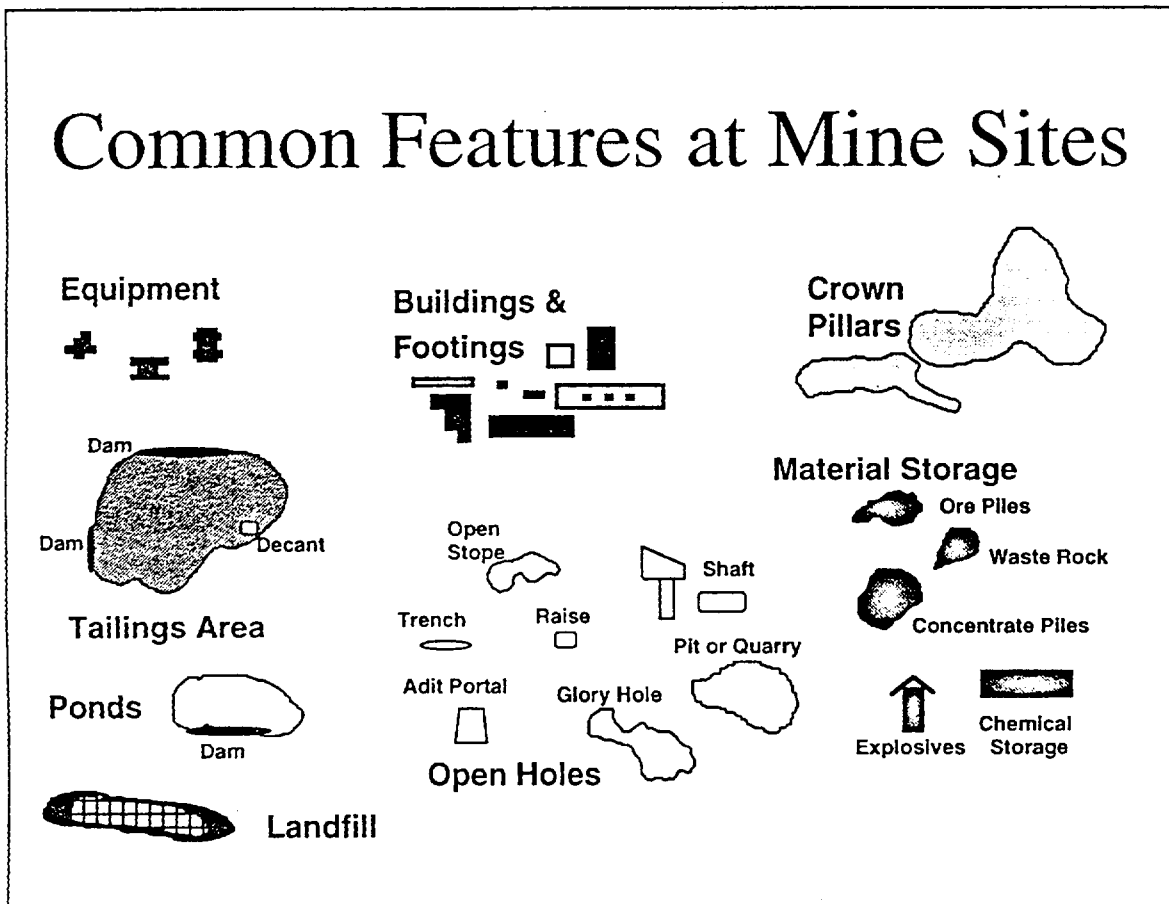 Common Features at Mine Sites
Equipment
Buildings &
Footings
Crown
Pillars
Dam
Dam
Decant
Tailings Area
Ponds
Dam
Landfill
Open
Stope
Shaft
Trench
Raise
Pit or Quarry
Adit Portal
Glory Hole
Open Holes
Material Storage
Ore Piles
Waste Rock
Concentrate Piles
Explosives
Chemical
Storage